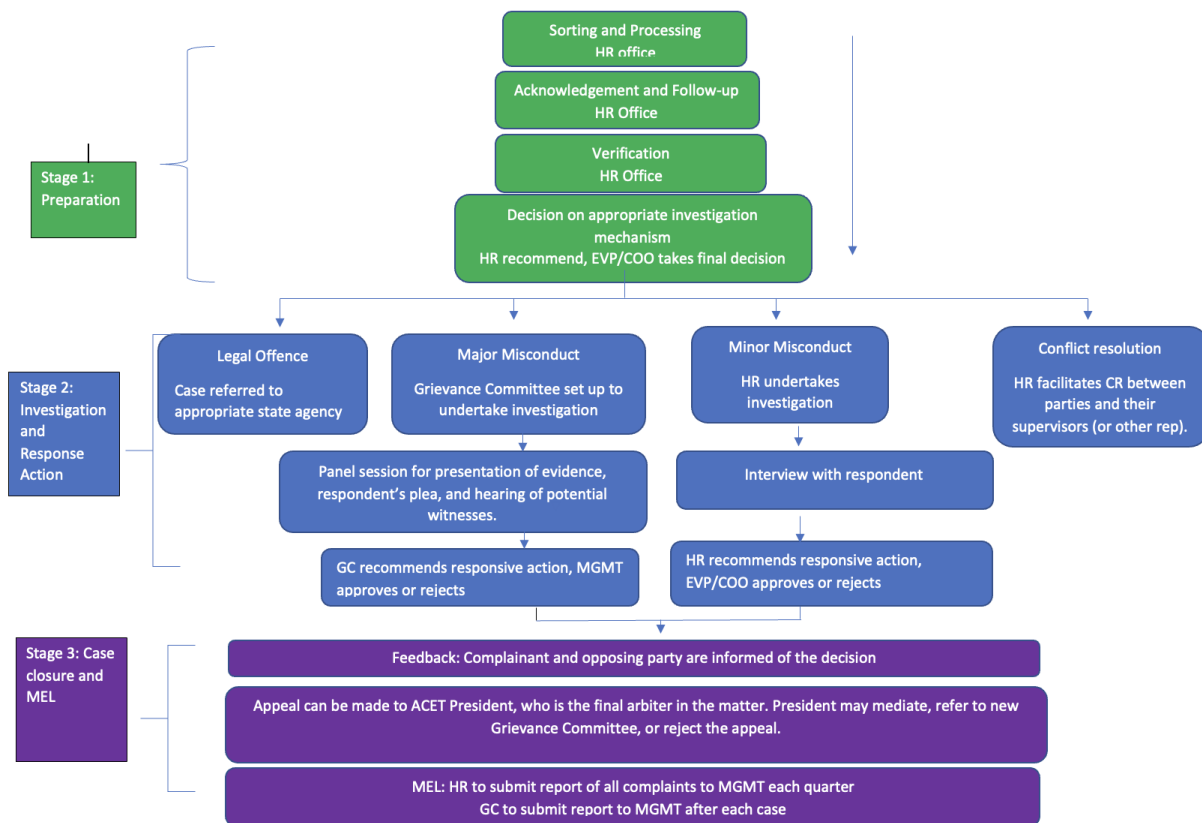 Sorting and Processing
HR office
Acknowledgement and Follow-up
HR Office
Verification
HR Office
Stage 1:
Preparation
Decision on appropriate investigation
mechanism
HR recommend, EVP/COO takes final decision
Stage 2:
Investigation
and
Response
Action
Legal Offence
Case referred to
appropriate state agency
Major Misconduct
Grievance Committee set up to
undertake investigation
Minor Misconduct
HR undertakes
investigation
Conflict resolution
HR facilitates CR between
parties and their
supervisors (or other rep).
Panel session for presentation of evidence,
respondent’s plea, and hearing of potential
witnesses.
Interview with respondent
GC recommends responsive action, MGMT
approves or rejects
HR recommends responsive action,
EVP/COO approves or rejects
Stage 3: Case
closure and
MEL
Feedback: Complainant and opposing party are informed of the decision
Appeal can be made to ACET President, who is the final arbiter in the matter. President may mediate, refer to new
Grievance Committee, or reject the appeal.
MEL: HR to submit report of all complaints to MGMT each quarter
GC to submit report to MGMT after each case